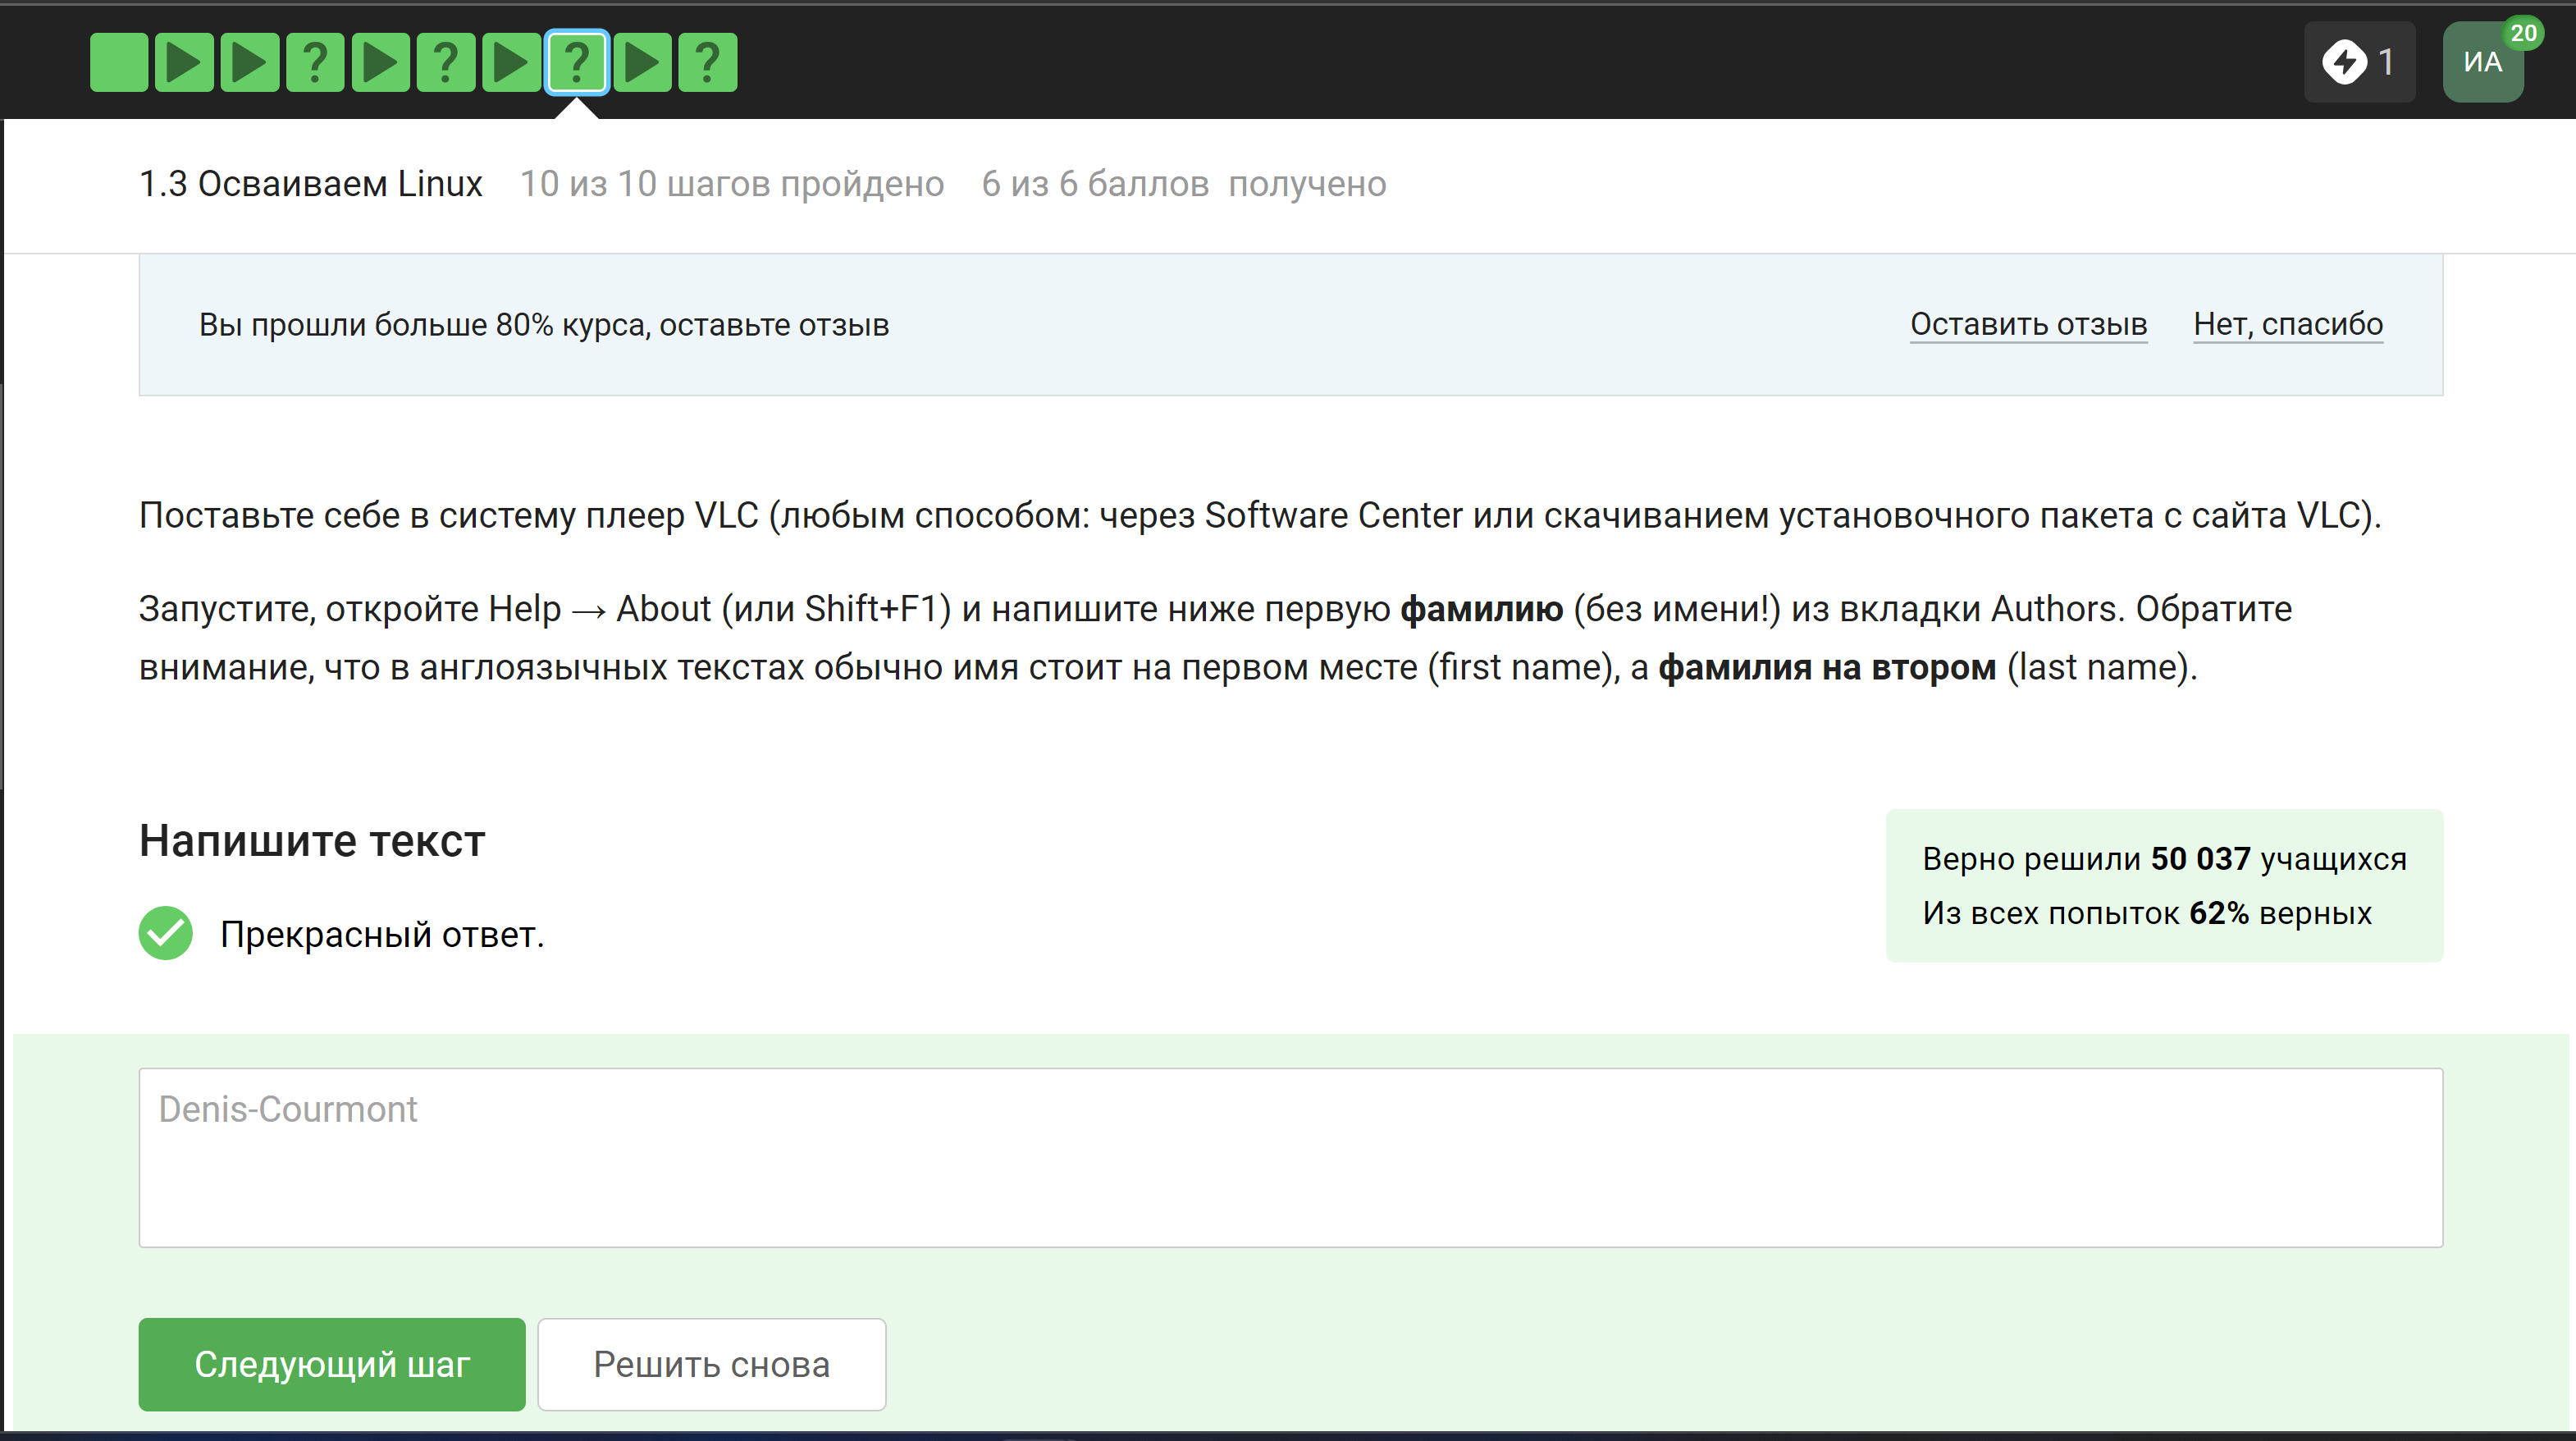 ? ? ? ?
1
ИА
20
1.3 Осваиваем Linux 10 из 10 шагов пройдено 6 из 6 баллов получено
Вы прошли больше 80% курса, оставьте отзыв Оставить отзыв Нет, спасибо
Поставьте себе в систему плеер VLC (любым способом: через Software Center или скачиванием установочного пакета с сайта VLC).
Запустите, откройте Help → About (или Shift+F1) и напишите ниже первую фамилию (без имени!) из вкладки Authors. Обратите
внимание, что в англоязычных текстах обычно имя стоит на первом месте (first name), а фамилия на втором (last name).
Напишите текст
Прекрасный ответ.
Верно решили 50 037 учащихся
Из всех попыток 62% верных
Denis-Courmont
Следующий шаг Решить снова